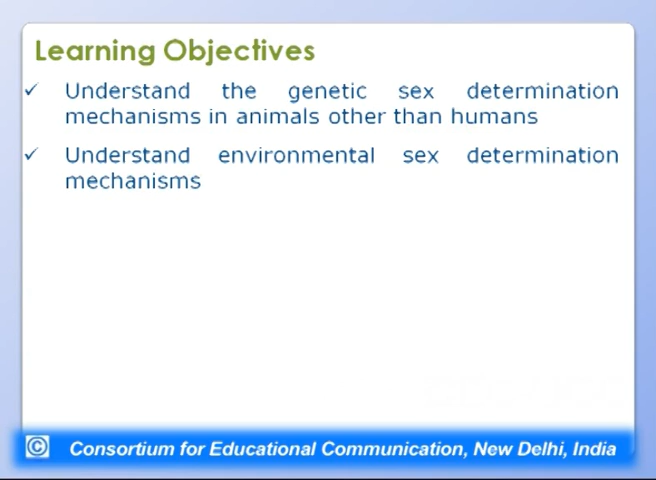 Learning Objectives
✓ Understand the genetic sex determination
mechanisms in animals other than humans
✓ Understand environmental sex determination
mechanisms
© Consortium for Educational Communication, New Delhi, India